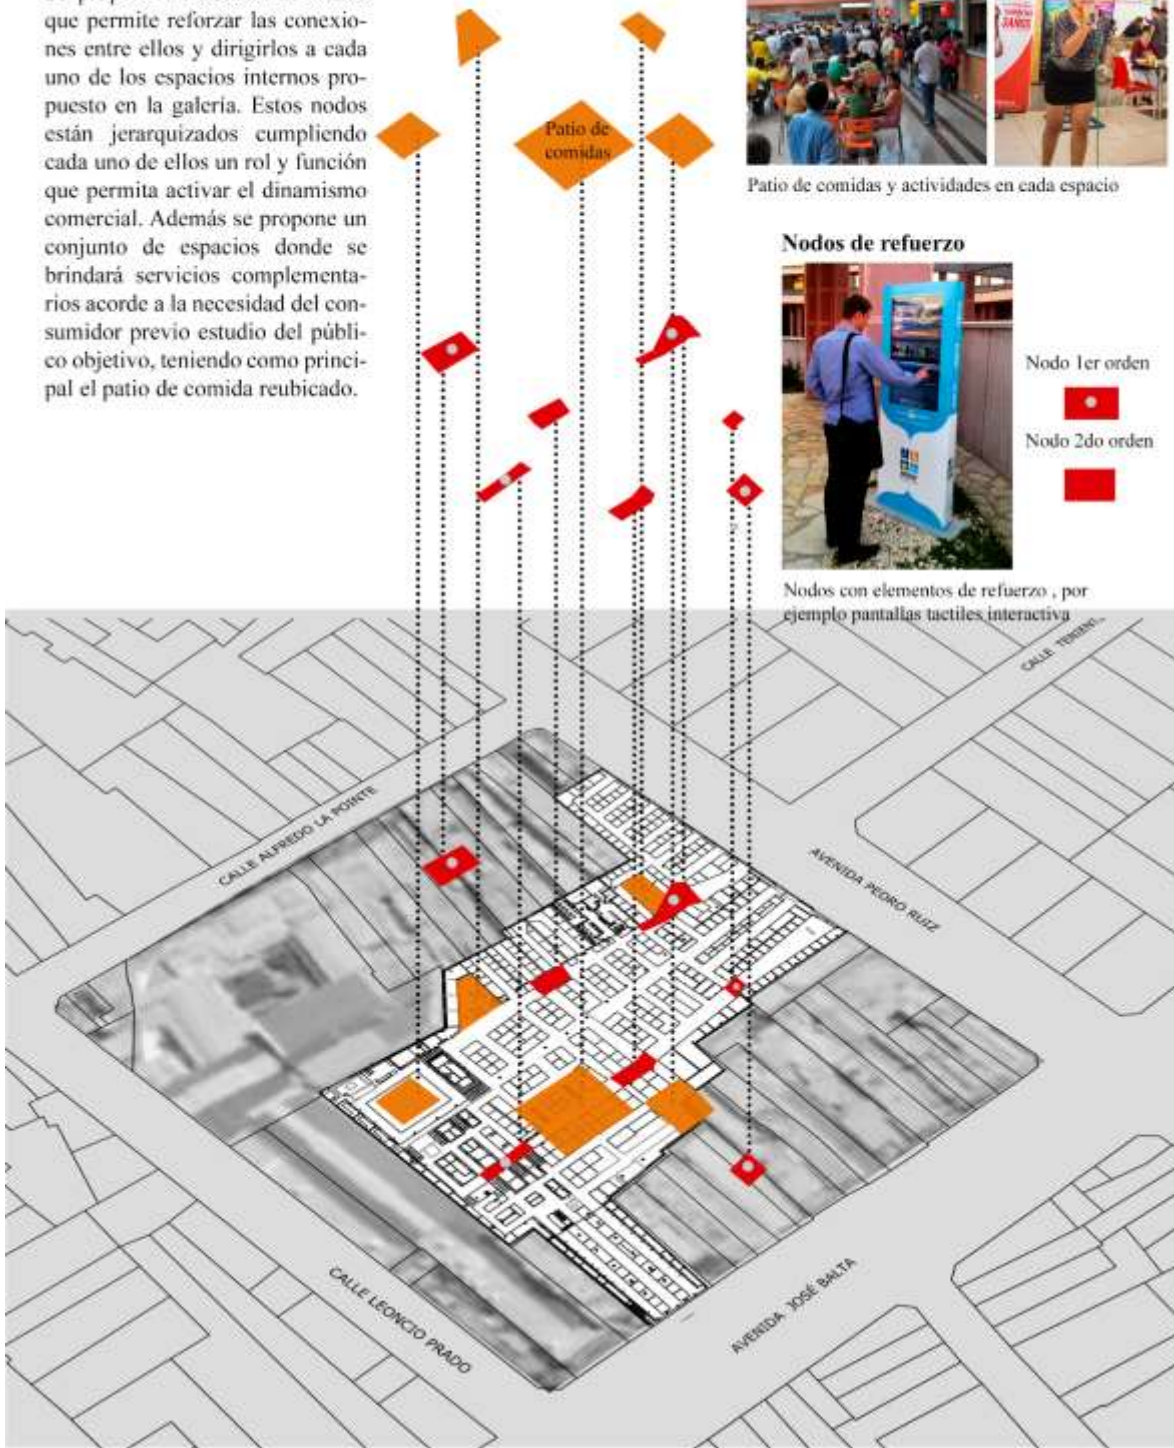 que permite reforzar las conexio-
nes entre ellos y dirigirlos a cada
uno de los espacios internos pro-
puesto en la galería. Estos nodos
están jerarquizados cumpliendo
cada uno de ellos un rol y función
que permita activar el dinamismo
comercial. Además se propone un
conjunto de espacios donde se
brindará servicios complementa-
rios acorde a la necesidad del con-
sumidor previo estudio del públi-
co objetivo, teniendo como princi-
pal el patio de comida reubicado.
Patio de
comidas
Patio de comidas y actividades en cada espacio
Nodos de refuerzo
Nodo 1er orden
Nodo 2do orden
Nodos con elementos de refuerzo , por
ejemplo pantallas tactiles interactiva
CALLE ALFREDO LA POINTE
AVENIDA PEDRO RUIZ
CALLE LEONCIO PRADO
AVENIDA JOSÉ BALTA